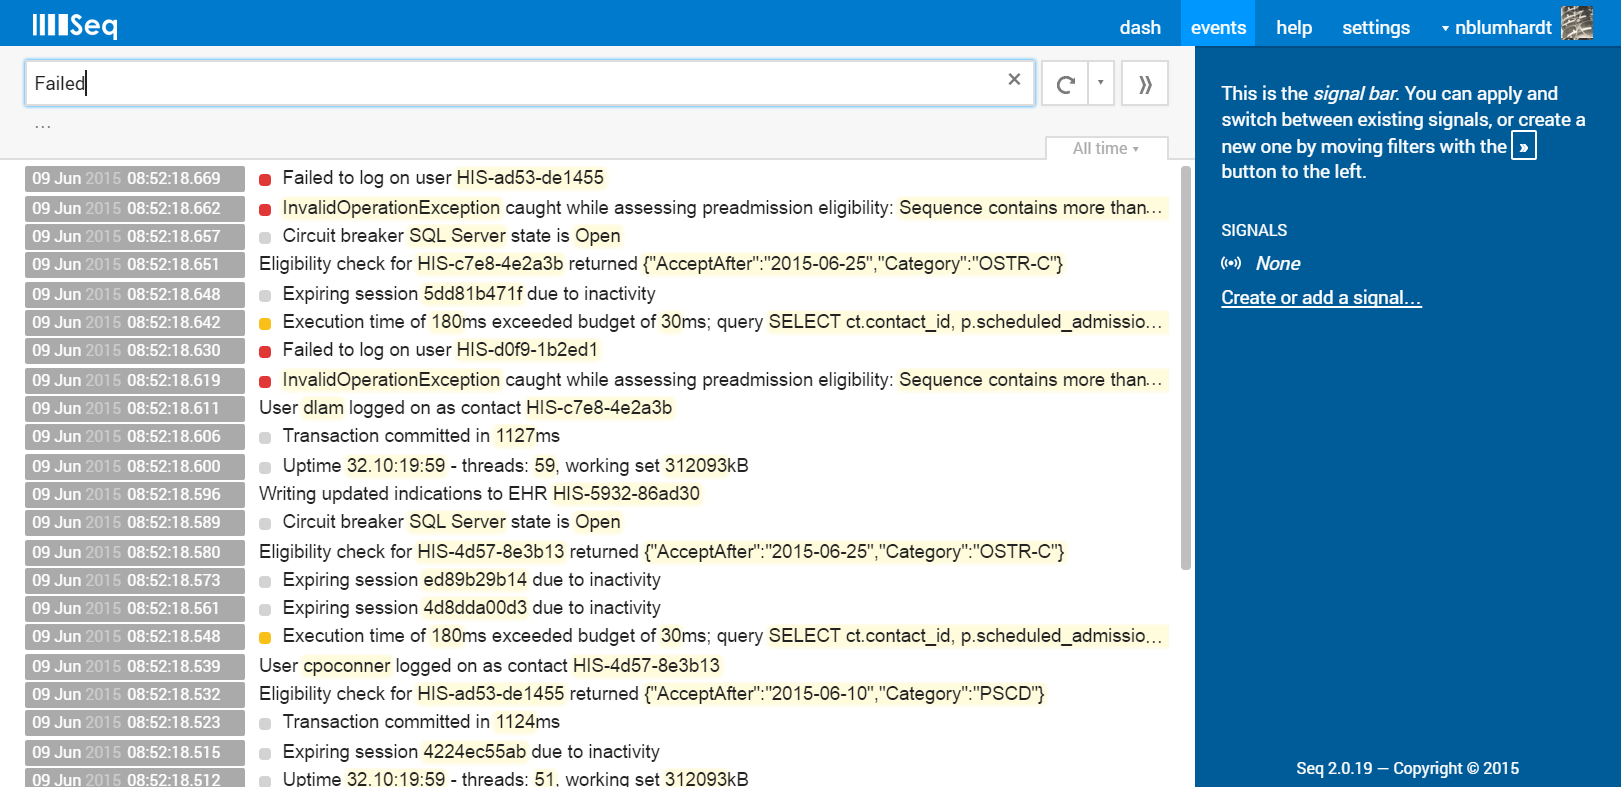 Seq
dash events help settings ▾ nblumhardt
Failed ×
...
All time ▾
09 Jun 2015 08:52:18.669 Failed to log on user HIS-ad53-de1455
09 Jun 2015 08:52:18.662 InvalidOperationException caught while assessing preadmission eligibility: Sequence contains more than...
09 Jun 2015 08:52:18.657 Circuit breaker SQL Server state is Open
09 Jun 2015 08:52:18.651 Eligibility check for HIS-c7e8-4e2a3b returned {"AcceptAfter":"2015-06-25","Category":"OSTR-C"}
09 Jun 2015 08:52:18.648 Expiring session 5dd81b471f due to inactivity
09 Jun 2015 08:52:18.642 Execution time of 180ms exceeded budget of 30ms; query SELECT ct.contact_id, p.scheduled_admissio...
09 Jun 2015 08:52:18.630 Failed to log on user HIS-d0f9-1b2ed1
09 Jun 2015 08:52:18.619 InvalidOperationException caught while assessing preadmission eligibility: Sequence contains more than...
09 Jun 2015 08:52:18.611 User dlam logged on as contact HIS-c7e8-4e2a3b
09 Jun 2015 08:52:18.606 Transaction committed in 1127ms
09 Jun 2015 08:52:18.600 Uptime 32.10:19:59 - threads: 59, working set 312093kB
09 Jun 2015 08:52:18.596 Writing updated indications to EHR HIS-5932-86ad30
09 Jun 2015 08:52:18.589 Circuit breaker SQL Server state is Open
09 Jun 2015 08:52:18.580 Eligibility check for HIS-4d57-8e3b13 returned {"AcceptAfter":"2015-06-25","Category":"OSTR-C"}
09 Jun 2015 08:52:18.573 Expiring session ed89b29b14 due to inactivity
09 Jun 2015 08:52:18.561 Expiring session 4d8dda00d3 due to inactivity
09 Jun 2015 08:52:18.548 Execution time of 180ms exceeded budget of 30ms; query SELECT ct.contact_id, p.scheduled_admissio...
09 Jun 2015 08:52:18.539 User cpoconner logged on as contact HIS-4d57-8e3b13
09 Jun 2015 08:52:18.532 Eligibility check for HIS-ad53-de1455 returned {"AcceptAfter":"2015-06-10","Category":"PSCD"}
09 Jun 2015 08:52:18.523 Transaction committed in 1124ms
09 Jun 2015 08:52:18.515 Expiring session 4224ec55ab due to inactivity
09 Jun 2015 08:52:18.512 Uptime 32.10:19:59 - threads: 51, working set 312093kB
This is the signal bar. You can apply and
switch between existing signals, or create a
new one by moving filters with the »
button to the left.
SIGNALS
None
Create or add a signal...
Seq 2.0.19 — Copyright © 2015